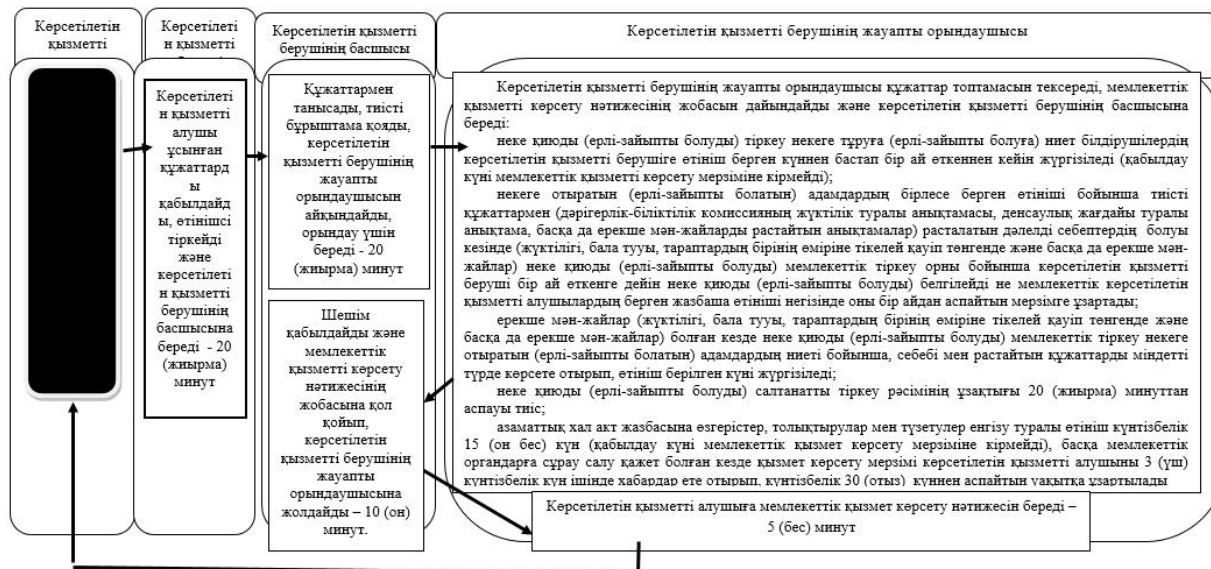 Көрсетілетін
қызметті
Көрсетілеті
н қызметті
Көрсетілетін қызметті
берушінің басшысы
Көрсетілетін қызметті берушінің жауапты орындаушысы
Көрсетілеті
н қызметті
алушы
ұсынған
құжаттард
ы
қабылдайд
ы, өтінішсі
тіркейді
және
көрсетілеті
н қызметті
берушінің
басшысына
береді - 20
(жиырма)
минут
Құжаттармен
танысады, тиісті
бұрыштама қояды,
көрсетілетін
қызметті берушінің
жауапты
орындаушысын
айқындайды,
орындау үшін
береді - 20
(жиырма) минут
Шешім
қабылдайды және
мемлекеттік
қызметті көрсету
нәтижесінің
жобасына қол
қойып,
көрсетілетін
қызметті берушінің
жауапты
орындаушысына
жолдайды – 10 (он)
минут.
Көрсетілетін қызметті берушінің жауапты орындаушысы құжаттар топтамасын тексереді, мемлекеттік
қызметті көрсету нәтижесінің жобасын дайындайды және көрсетілетін қызметті берушінің басшысына
береді:
неке қиюды (ерлі-зайыпты болуды) тіркеу некеге тұруға (ерлі-зайыпты болуға) ниет білдірушілердің
көрсетілетін қызметті берушіге өтініш берген күннен бастап бір ай өткеннен кейін жүргізіледі (қабылдау
күні мемлекеттік қызметті көрсету мерзіміне кірмейді);
некеге отыратын (ерлі-зайыпты болатын) адамдардың бірлесе берген өтініші бойынша тиісті
құжаттармен (дәрігерлік-біліктілік комиссияның жүктілік туралы анықтамасы, денсаулық жағдайы туралы
анықтама, басқа да ерекше мән-жайларды растайтын анықтамалар) расталатын дәлелді себептердің болуы
кезінде (жүктілігі, бала тууы, тараптардың бірінің өміріне тікелей қауіп төнгенде және басқа да ерекше мән-
жайлар) неке қиюды (ерлі-зайыпты болуды) мемлекеттік тіркеу орны бойынша көрсетілетін қызметті
беруші бір ай өткенге дейін неке қиюды (ерлі-зайыпты болуды) белгілейді не мемлекеттік көрсетілетін
қызметті алушылардың берген жазбаша өтініші негізінде оны бір айдан аспайтын мерзімге ұзартады;
ерекше мән-жайлар (жүктілігі, бала тууы, тараптардың бірінің өміріне тікелей қауіп төнгенде және
басқа да ерекше мән-жайлар) болған кезде неке қиюды (ерлі-зайыпты болуды) мемлекеттік тіркеу некеге
отыратын (ерлі-зайыпты болатын) адамдардың ниеті бойынша, себебі мен растайтын құжаттарды міндетті
түрде көрсете отырып, өтініш берілген күні жүргізіледі;
неке қиюды (ерлі-зайыпты болуды) салтанатты тіркеу рәсімінің ұзақтығы 20 (жиырма) минуттан
аспауы тиіс;
азаматтық хал акт жазбасына өзгерістер, толықтырулар мен түзетулер енгізу туралы өтініш күнтізбелік
15 (он бес) күн (қабылдау күні мемлекеттік қызмет көрсету мерзіміне кірмейді), басқа мемлекеттік
органдарға сұрау салу қажет болған кезде қызмет көрсету мерзімі көрсетілетін қызметті алушыны 3 (үш)
күнтізбелік күн ішінде хабардар ете отырып, күнтізбелік 30 (отыз) күннен аспайтын уақытқа ұзартылады
Көрсетілетін қызметті алушыға мемлекеттік қызмет көрсету нәтижесін береді –
5 (бес) минут